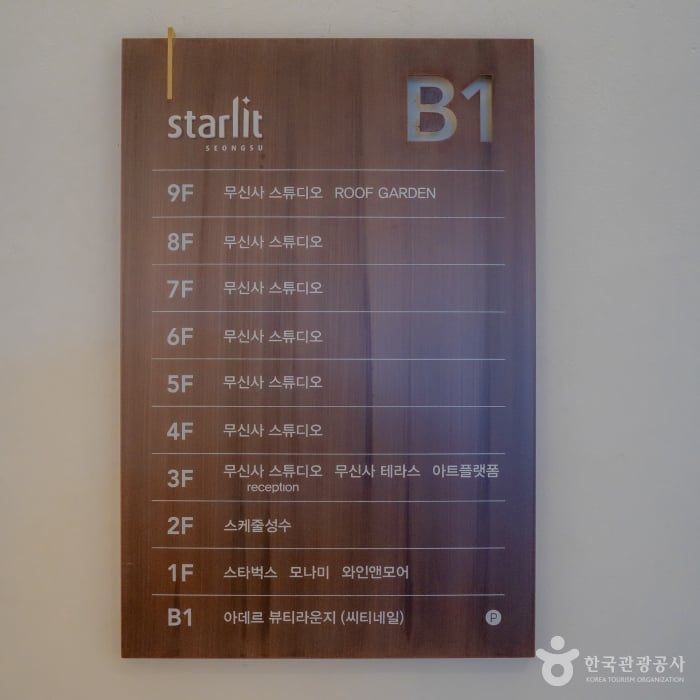 starlit
SEONGSU
B1
9F 무신사 스튜디오 ROOF GARDEN
8F 무신사 스튜디오
7F 무신사 스튜디오
6F 무신사 스튜디오
5F 무신사 스튜디오
4F 무신사 스튜디오
3F 무신사 스튜디오 무신사 테라스 아트플랫폼
reception
2F 스케줄성수
1F 스타벅스 모나미 와인앤모어
B1 아데르 뷰티라운지 (씨티네일) P
한국관광공사
KOREA TOURISM ORGANIZATION